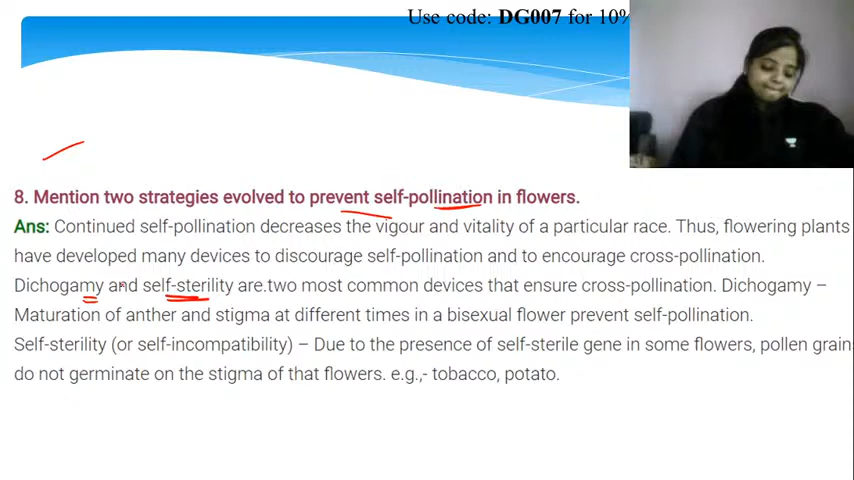 Use code: DG007 for 10%
8. Mention two strategies evolved to prevent self-pollination in flowers.
Ans: Continued self-pollination decreases the vigour and vitality of a particular race. Thus, flowering plants
have developed many devices to discourage self-pollination and to encourage cross-pollination.
Dichogamy and self-sterility are.two most common devices that ensure cross-pollination. Dichogamy –
Maturation of anther and stigma at different times in a bisexual flower prevent self-pollination.
Self-sterility (or self-incompatibility) – Due to the presence of self-sterile gene in some flowers, pollen grain
do not germinate on the stigma of that flowers. e.g.,- tobacco, potato.